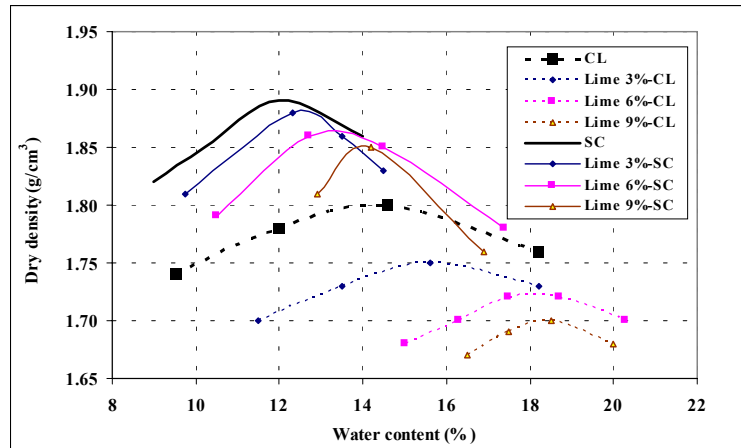 1.95
1.90
1.85
1.80
1.75
1.70
1.65
Dry density (g/cm³)
8 10 12 14 16 18 20 22
Water content (%)
CL
Lime 3%-CL
Lime 6%-CL
Lime 9%-CL
SC
Lime 3%-SC
Lime 6%-SC
Lime 9%-SC